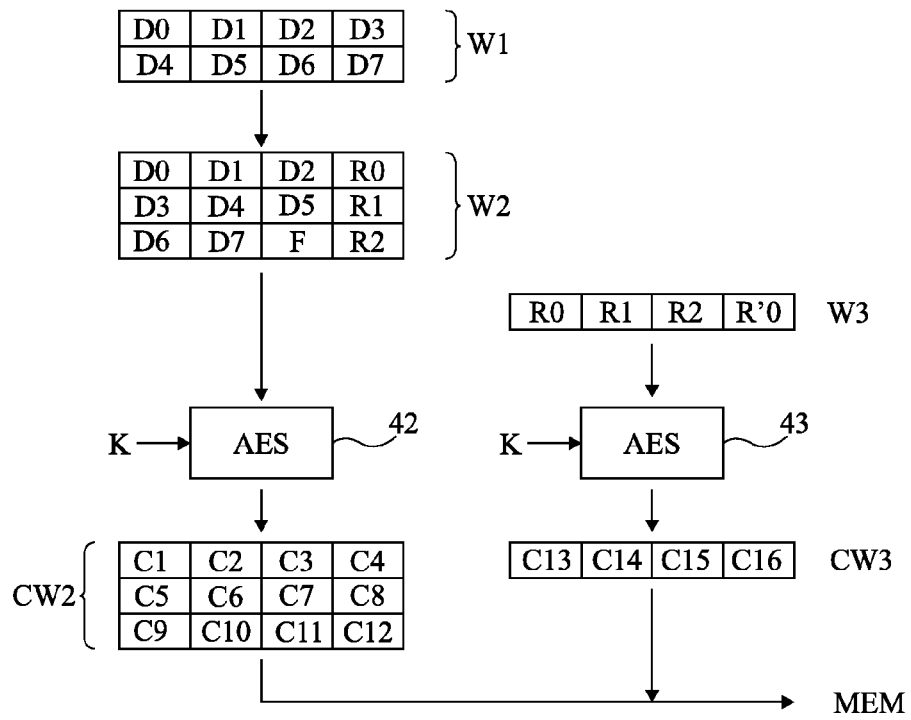 D0 D1 D2 D3
D4 D5 D6 D7
W1
D0 D1 D2 R0
D3 D4 D5 R1
D6 D7 F R2
W2
R0 R1 R2 R'0 W3
K AES 42
K AES 43
CW2
C1 C2 C3 C4
C5 C6 C7 C8
C9 C10 C11 C12
C13 C14 C15 C16 CW3
MEM